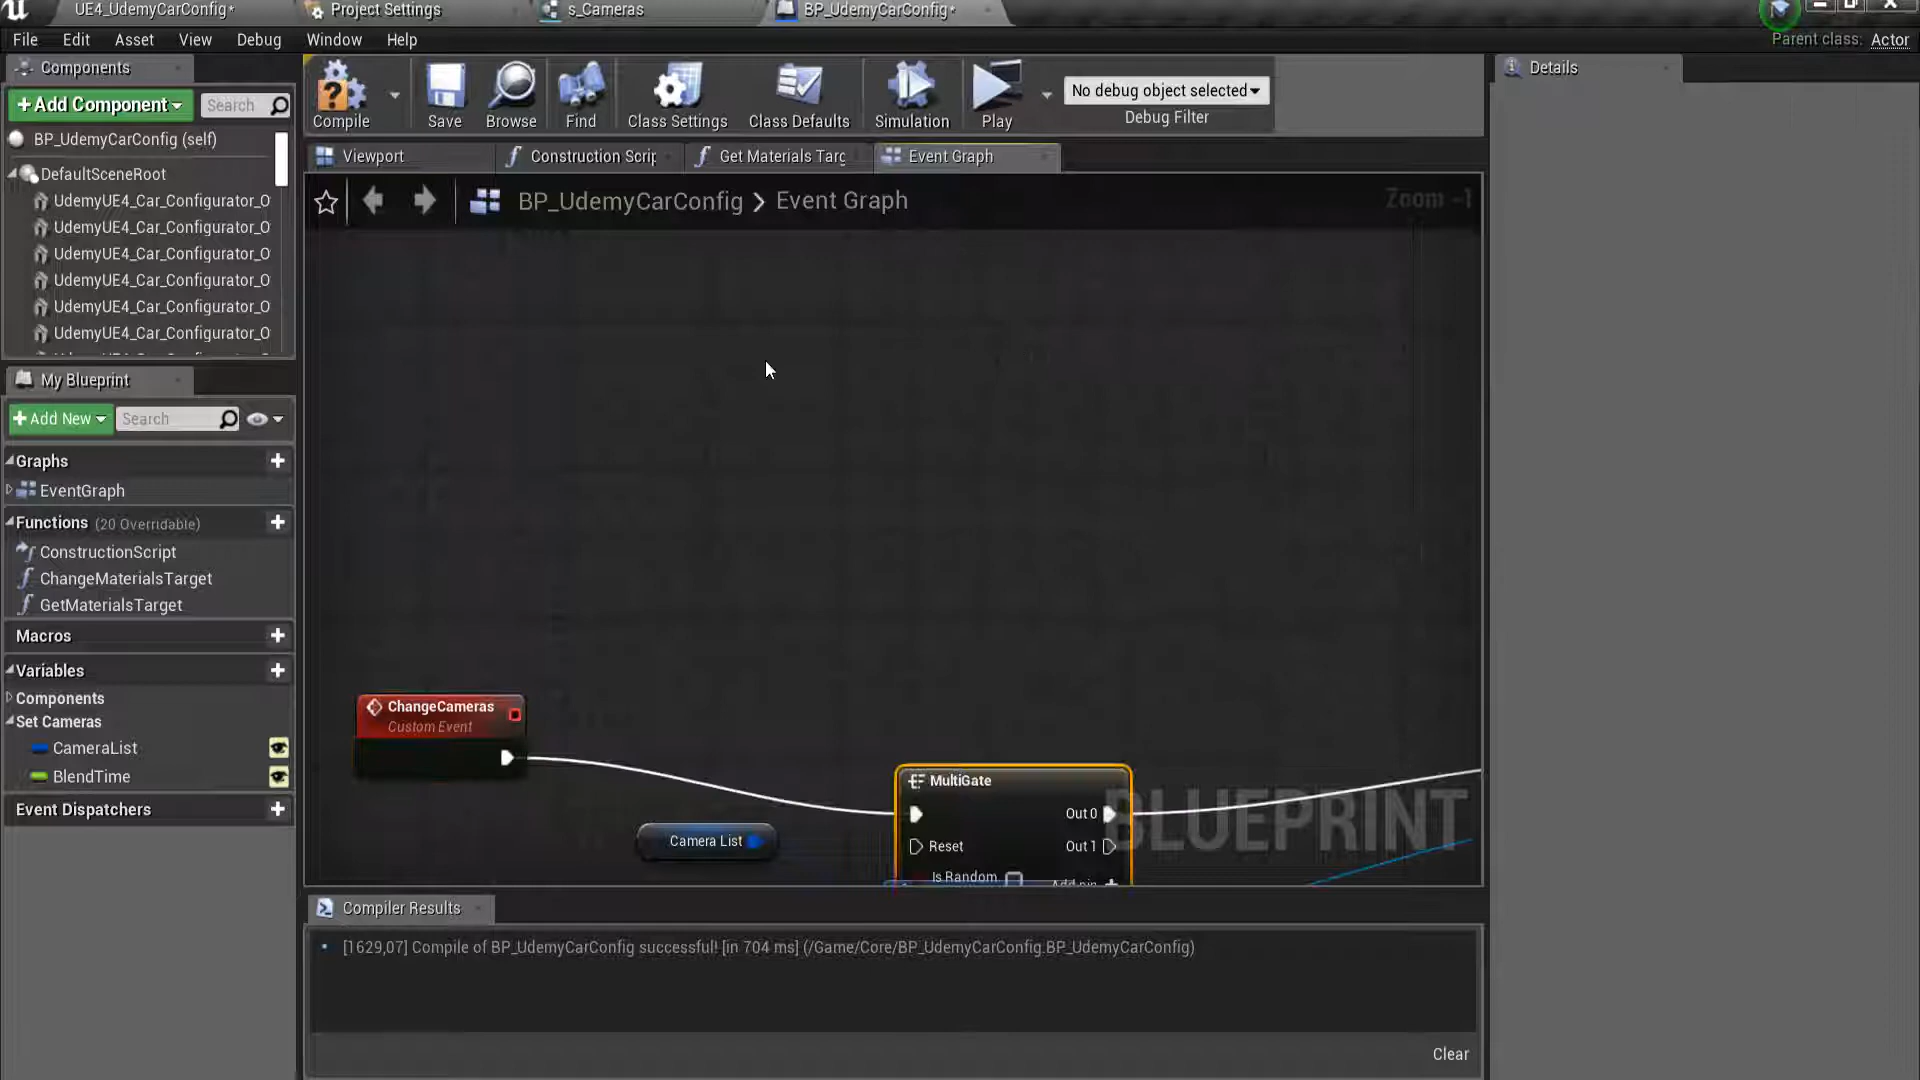 UE4_UdemyCarConfig*
Project Settings
s_Cameras
BP_UdemyCarConfig*
File Edit Asset View Debug Window Help
Parent class: Actor
Components
+Add Component
Search
BP_UdemyCarConfig (self)
DefaultSceneRoot
UdemyUE4_Car_Configurator_O
UdemyUE4_Car_Configurator_O
UdemyUE4_Car_Configurator_O
UdemyUE4_Car_Configurator_O
UdemyUE4_Car_Configurator_O
UdemyUE4_Car_Configurator_O
My Blueprint
+Add New
Search
Graphs
EventGraph
Functions (20 Overridable)
ConstructionScript
ChangeMaterialsTarget
GetMaterialsTarget
Macros
Variables
Components
Set Cameras
CameraList
BlendTime
Event Dispatchers
Compile
Save
Browse
Find
Class Settings
Class Defaults
Simulation
Play
No debug object selected
Debug Filter
Viewport
Construction Scrip
Get Materials Targ
Event Graph
BP_UdemyCarConfig > Event Graph
Zoom -1
ChangeCameras
Custom Event
Camera List
MultiGate
Out 0
Reset
Out 1
Is Random
Add pin
BLUEPRINT
Compiler Results
[1629,07] Compile of BP_UdemyCarConfig successful! [in 704 ms] (/Game/Core/BP_UdemyCarConfig.BP_UdemyCarConfig)
Clear
Details